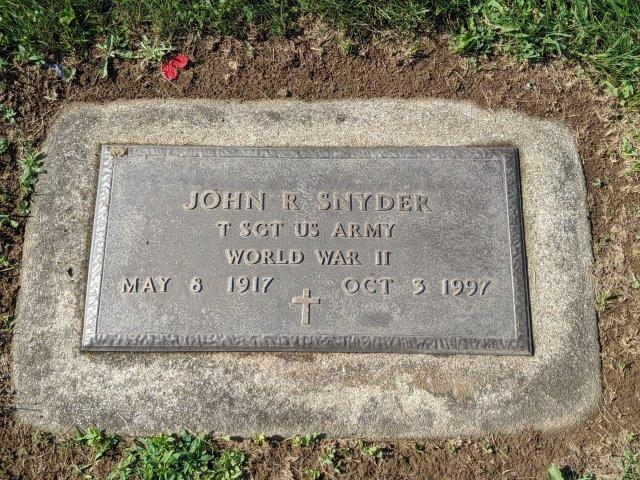 JOHN R SNYDER
T SGT US ARMY
WORLD WAR II
MAY 8 1917 OCT 3 1997